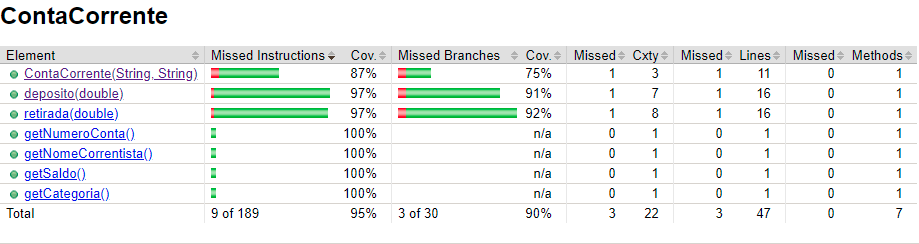 ContaCorrente
Element Missed Instructions Cov. Missed Branches Cov. Missed Cxty Missed Lines Missed Methods
ContaCorrente(String, String) 87% 75% 1 3 1 11 0 1
deposito(double) 97% 91% 1 7 1 16 0 1
retirada(double) 97% 92% 1 8 1 16 0 1
getNumeroConta() 100% n/a 0 1 0 1 0 1
getNomeCorrentista() 100% n/a 0 1 0 1 0 1
getSaldo() 100% n/a 0 1 0 1 0 1
getCategoria() 100% n/a 0 1 0 1 0 1
Total 9 of 189 95% 3 of 30 90% 3 22 3 47 0 7